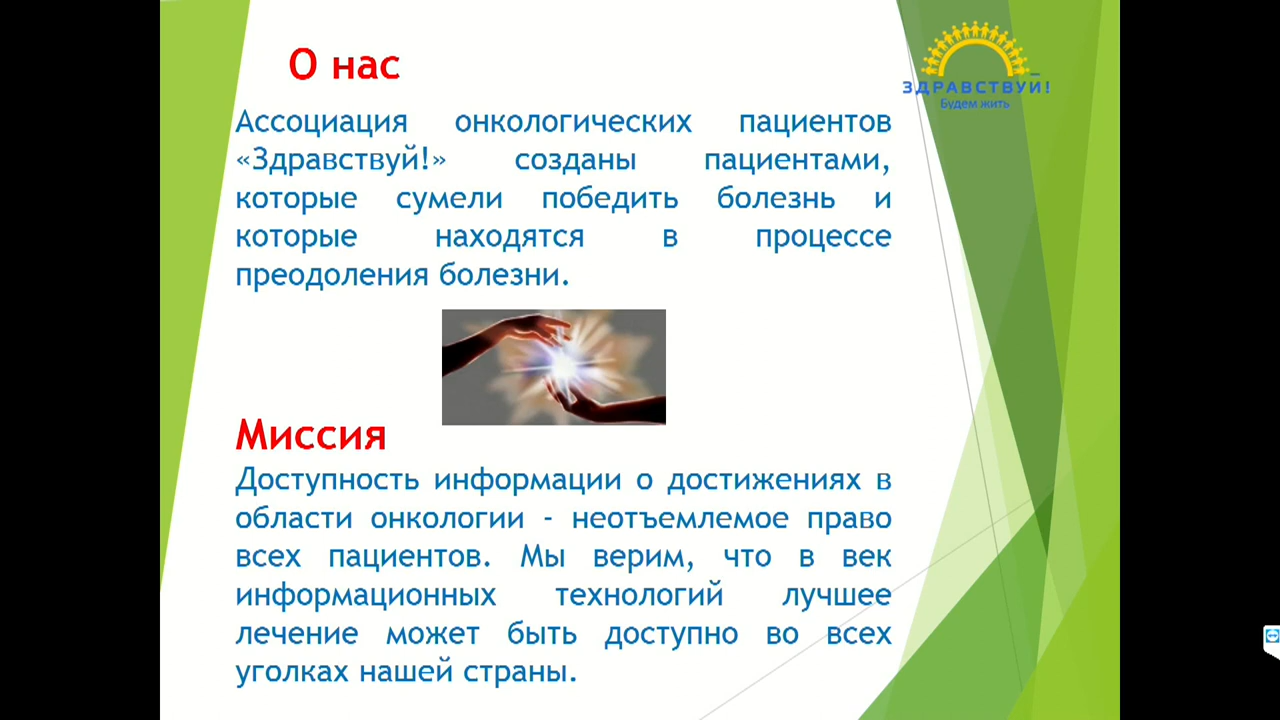 О нас
ЗДРАВСТВУЙ!
Будем жить
Ассоциация онкологических пациентов
«Здравствуй!» созданы пациентами,
которые сумели победить болезнь и
которые находятся в процессе
преодоления болезни.
Миссия
Доступность информации о достижениях в
области онкологии - неотъемлемое право
всех пациентов. Мы верим, что в век
информационных технологий лучшее
лечение может быть доступно во всех
уголках нашей страны.